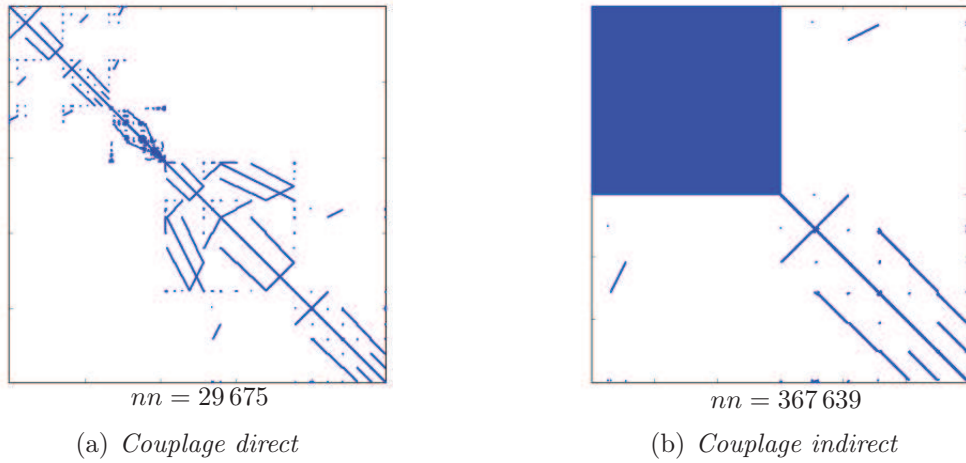 nn = 29 675
nn = 367 639
(a) Couplage direct
(b) Couplage indirect